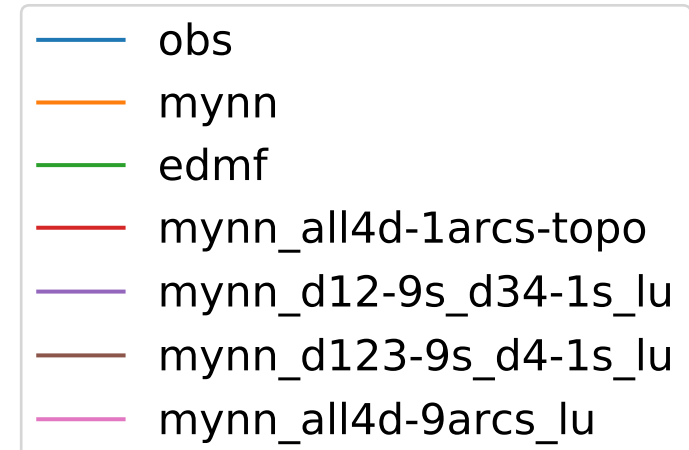 obs
mynn
edmf
mynn_all4d-1arcs-topo
mynn_d12-9s_d34-1s_lu
mynn_d123-9s_d4-1s_lu
mynn_all4d-9arcs_lu